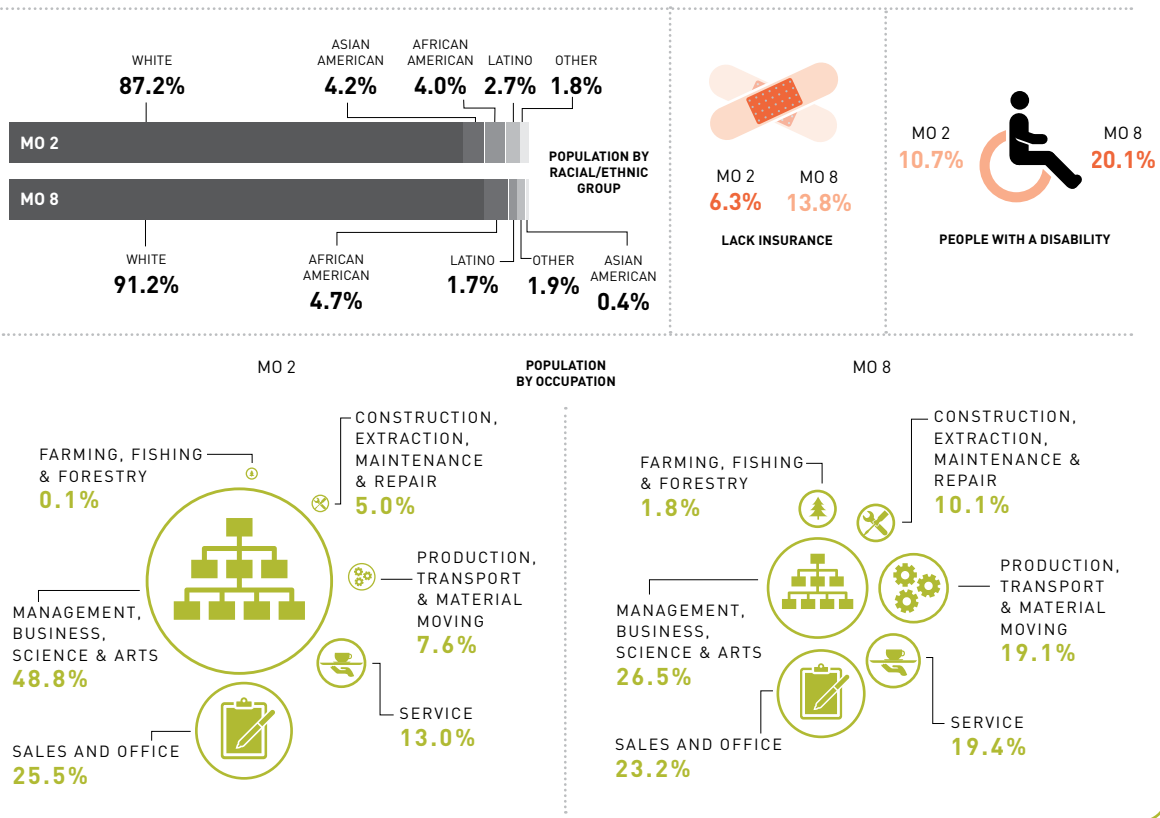 WHITE
87.2%
ASIAN
AMERICAN
4.2%
AFRICAN
AMERICAN
4.0%
LATINO
2.7%
OTHER
1.8%
MO 2
MO 8
POPULATION BY
RACIAL/ETHNIC
GROUP
WHITE
91.2%
AFRICAN
AMERICAN
4.7%
LATINO
1.7%
OTHER
1.9%
ASIAN
AMERICAN
0.4%
MO 2
6.3%
MO 8
13.8%
LACK INSURANCE
MO 2
10.7%
MO 8
20.1%
PEOPLE WITH A DISABILITY
POPULATION
BY OCCUPATION
MO 2
FARMING, FISHING
& FORESTRY
0.1%
CONSTRUCTION,
EXTRACTION,
MAINTENANCE
& REPAIR
5.0%
PRODUCTION,
TRANSPORT
& MATERIAL
MOVING
7.6%
MANAGEMENT,
BUSINESS,
SCIENCE & ARTS
48.8%
SERVICE
13.0%
SALES AND OFFICE
25.5%
MO 8
FARMING, FISHING
& FORESTRY
1.8%
CONSTRUCTION,
EXTRACTION,
MAINTENANCE &
REPAIR
10.1%
PRODUCTION,
TRANSPORT
& MATERIAL
MOVING
19.1%
MANAGEMENT,
BUSINESS,
SCIENCE & ARTS
26.5%
SERVICE
19.4%
SALES AND OFFICE
23.2%